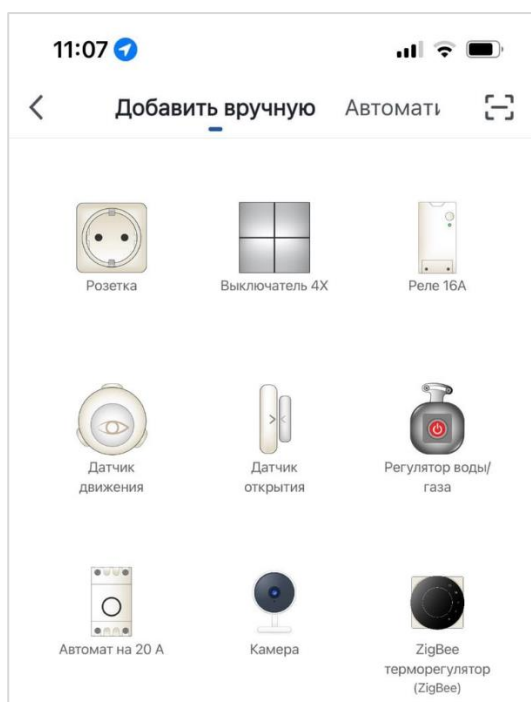 11:07
Добавить вручную Автомати
Розетка
Выключатель 4X
Реле 16A
Датчик
движения
Датчик
открытия
Регулятор воды/
газа
Автомат на 20 А
Камера
ZigBee
терморегулятор
(ZigBee)